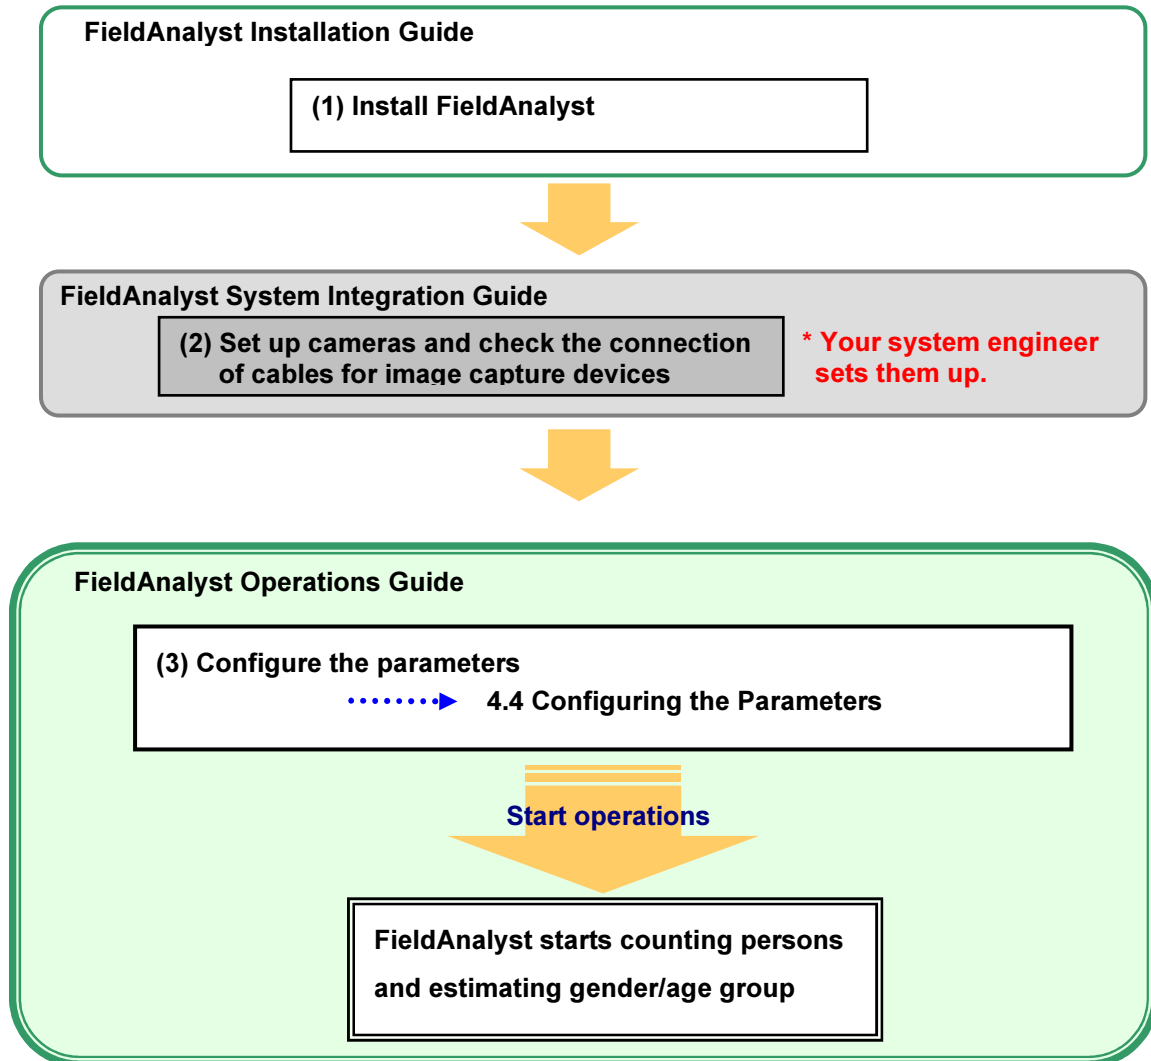 FieldAnalyst Installation Guide
(1) Install FieldAnalyst
FieldAnalyst System Integration Guide
(2) Set up cameras and check the connection
of cables for image capture devices
* Your system engineer
sets them up.
FieldAnalyst Operations Guide
(3) Configure the parameters
4.4 Configuring the Parameters
Start operations
FieldAnalyst starts counting persons
and estimating gender/age group